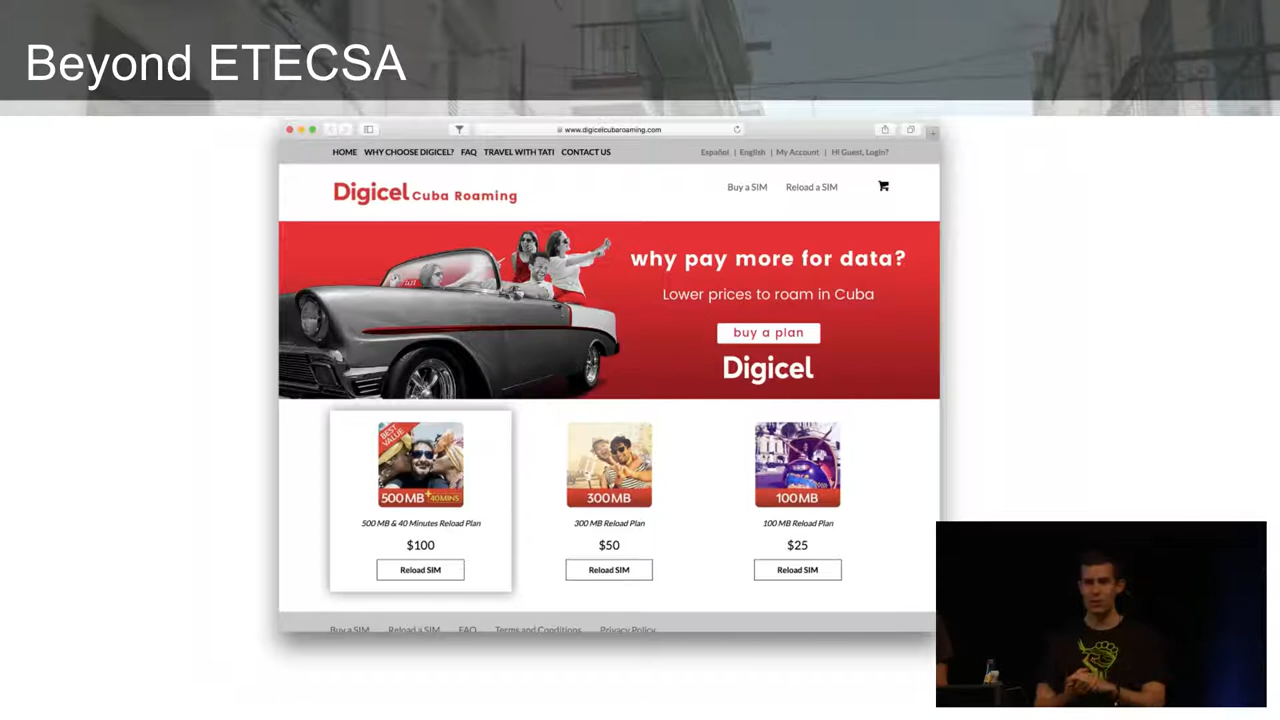 Beyond ETECSA
www.digicelcubaroaming.com
HOME WHY CHOOSE DIGICEL? FAQ TRAVEL WITH TATI CONTACT US
Español | English | My Account | Hi Guest, Login?
Digicel Cuba Roaming
Buy a SIM Reload a SIM
why pay more for data?
Lower prices to roam in Cuba
buy a plan
Digicel
BEST VALUE
500 MB +40 MINS
300 MB
100 MB
500 MB & 40 Minutes Reload Plan
300 MB Reload Plan
100 MB Reload Plan
$100
$50
$25
Reload SIM
Reload SIM
Reload SIM
Buy a SIM Reload a SIM FAQ Terms and Conditions Privacy Policy